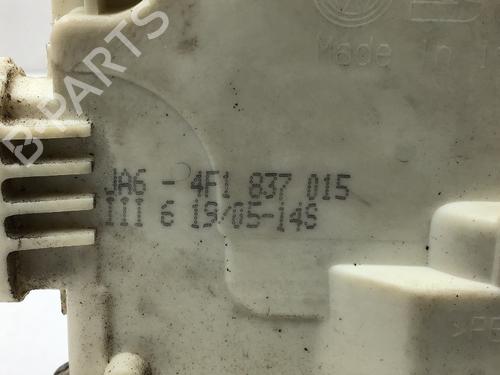 B-PARTS
Made in
JA6 - 4F1 837 015
III 6 19/05-14S